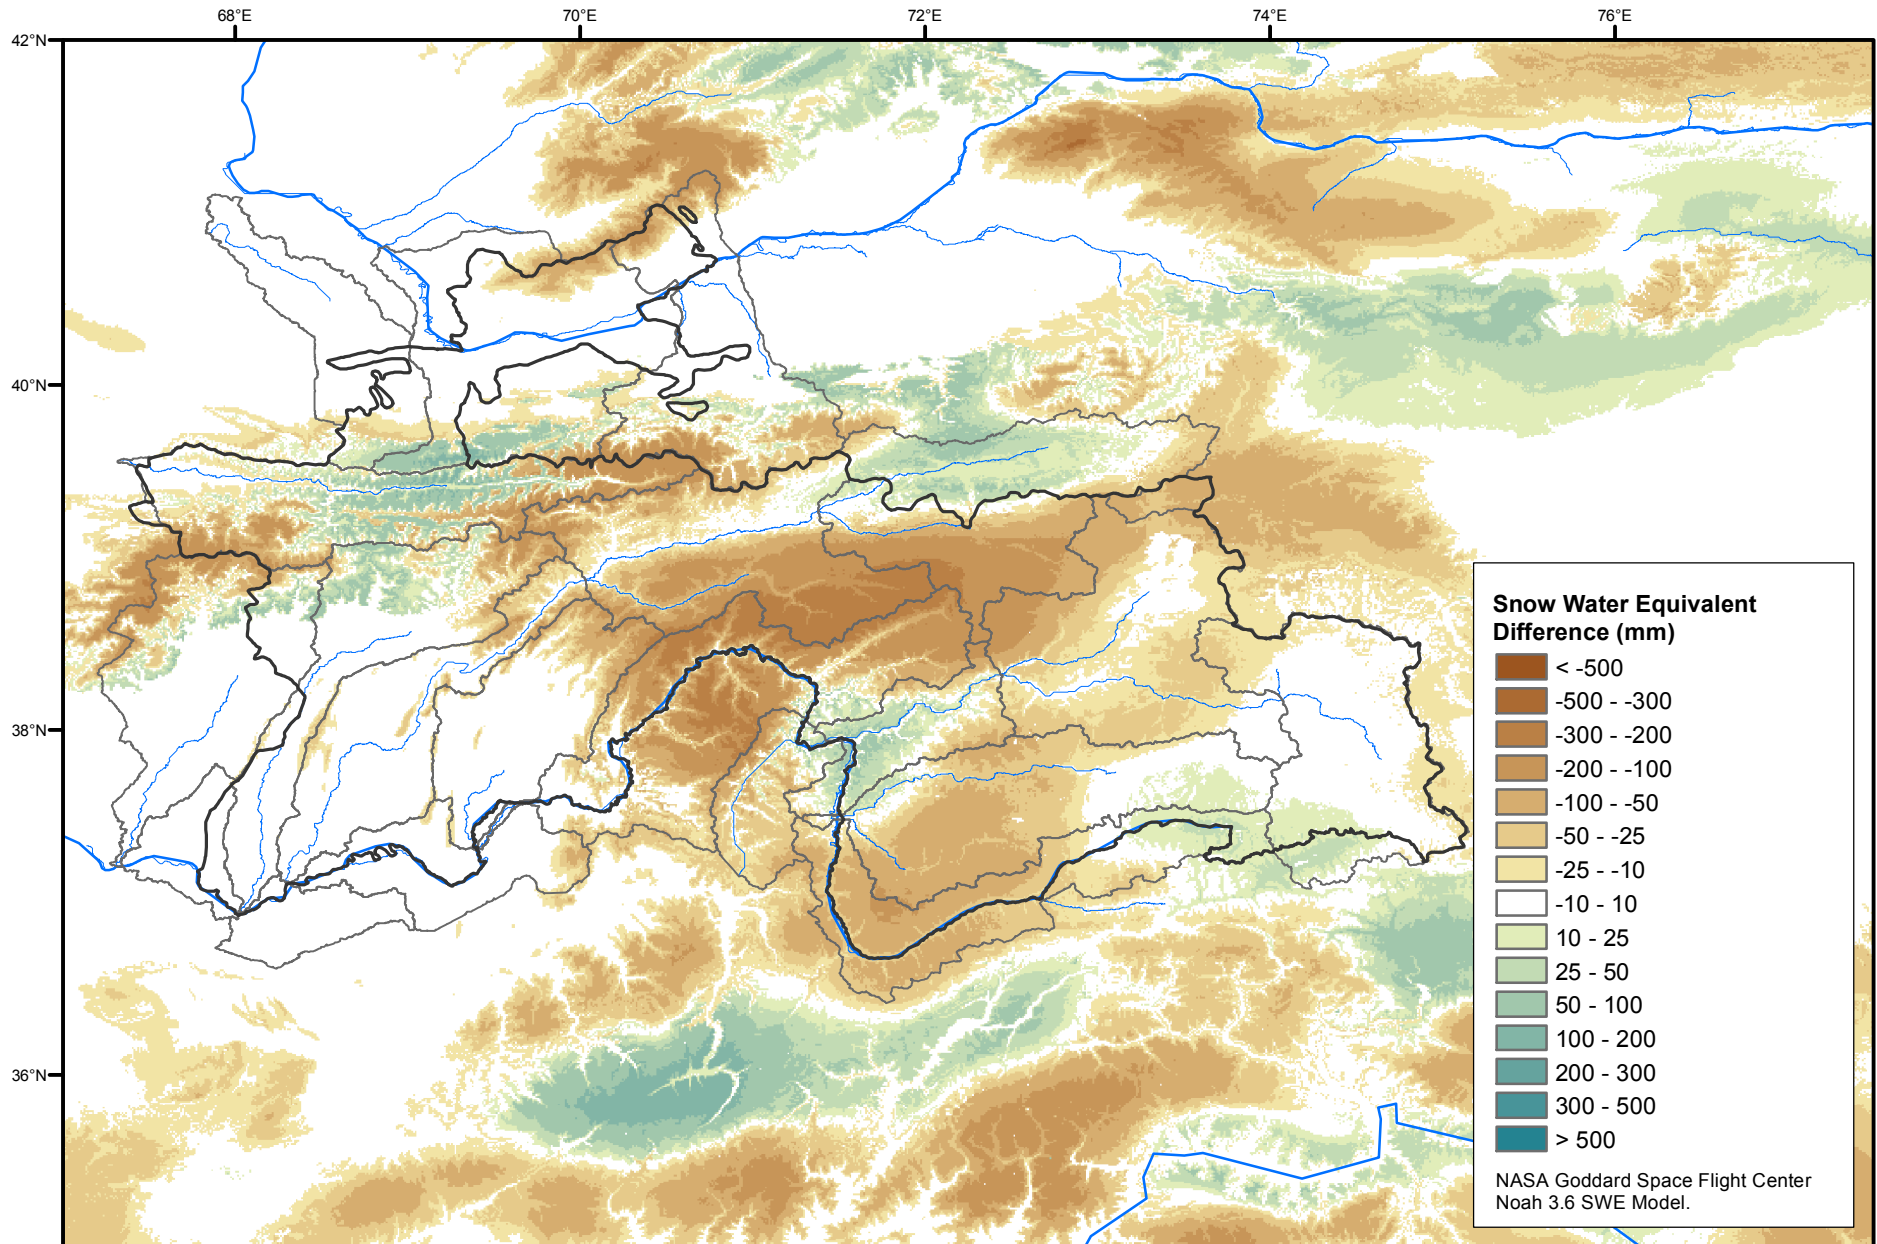 68°E
70°E
72°E
74°E
76°E
42°N
40°N
38°N
36°N
Snow Water Equivalent
Difference (mm)
< -500
-500 - -300
-300 - -200
-200 - -100
-100 - -50
-50 - -25
-25 - -10
-10 - 10
10 - 25
25 - 50
50 - 100
100 - 200
200 - 300
300 - 500
> 500
NASA Goddard Space Flight Center
Noah 3.6 SWE Model.